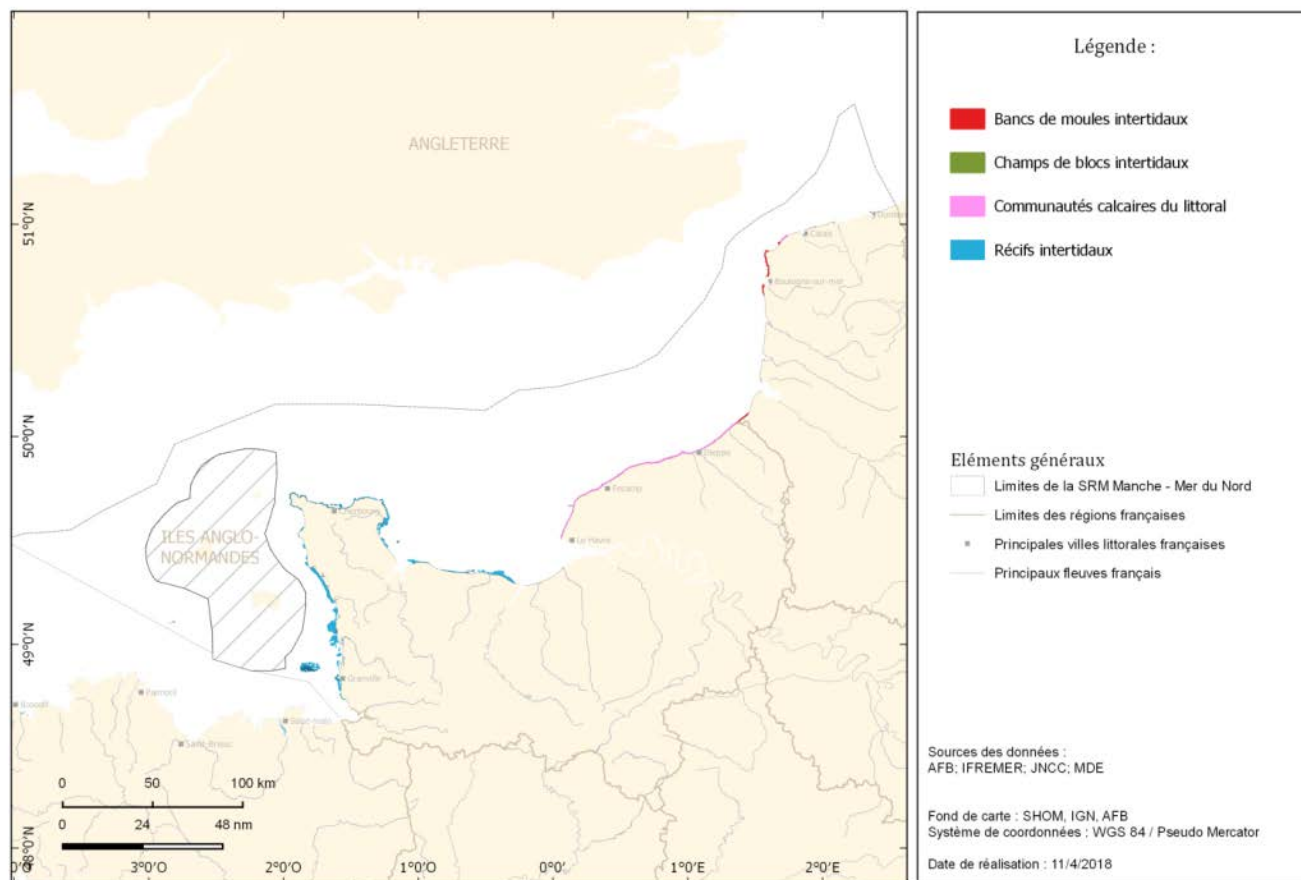 ANGLETERRE
ILES ANGLO-
NORMANDES
Calais
Boulogne-sur-mer
Dieppe
Fécamp
Le Havre
Cherbourg
Granville
Saint-malo
Saint-Brieuc
Paimpol
Roscoff
51°0'N
50°0'N
49°0'N
48°0'N
3°0'O
2°0'O
1°0'O
0°0'
1°0'E
2°0'E
0 50 100 km
0 24 48 nm
Légende :
Bancs de moules intertidaux
Champs de blocs intertidaux
Communautés calcaires du littoral
Récifs intertidaux
Eléments généraux
Limites de la SRM Manche - Mer du Nord
Limites des régions françaises
Principales villes littorales françaises
Principaux fleuves français
Sources des données :
AFB; IFREMER; JNCC; MDE
Fond de carte : SHOM, IGN, AFB
Système de coordonnées : WGS 84 / Pseudo Mercator
Date de réalisation : 11/4/2018